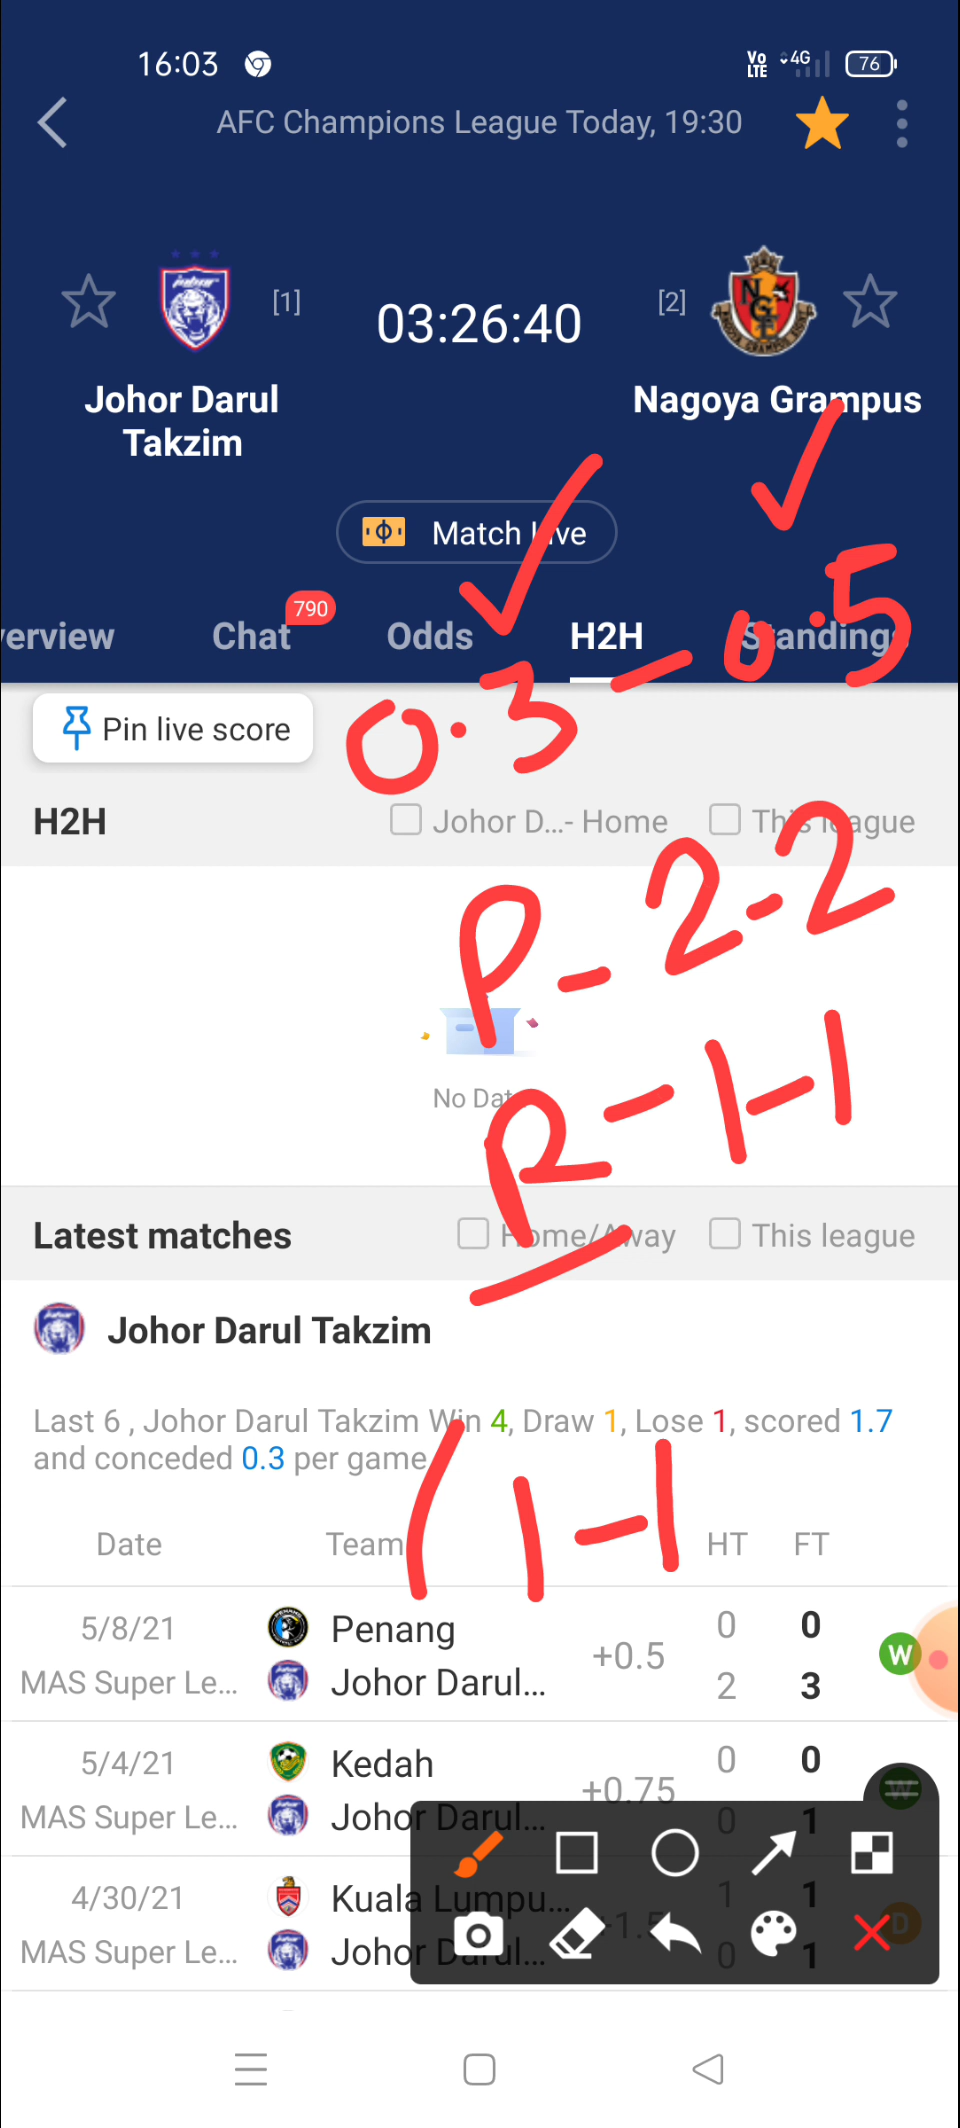 16:03 Vo LTE 4G 76
AFC Champions League Today, 19:30
[1] 03:26:40 [2]
Johor Darul Takzim
Nagoya Grampus
Match Live
790
erview Chat Odds H2H Standings
0.3 - 0.5
Pin live score
H2H Johor D...- Home This league
P - 2-2
No Data
R - 1-1
Latest matches Home/Away This league
Johor Darul Takzim
Last 6 , Johor Darul Takzim Win 4, Draw 1, Lose 1, scored 1.7
and conceded 0.3 per game
( 1-1
Date Team HT FT
5/8/21 Penang 0 0
+0.5 W
MAS Super Le... Johor Darul... 2 3
5/4/21 Kedah 0 0
+0.75 W
MAS Super Le... Johor Darul... 0 1
4/30/21 Kuala Lumpu... 1 1
D
MAS Super Le... Johor Darul... 0 1